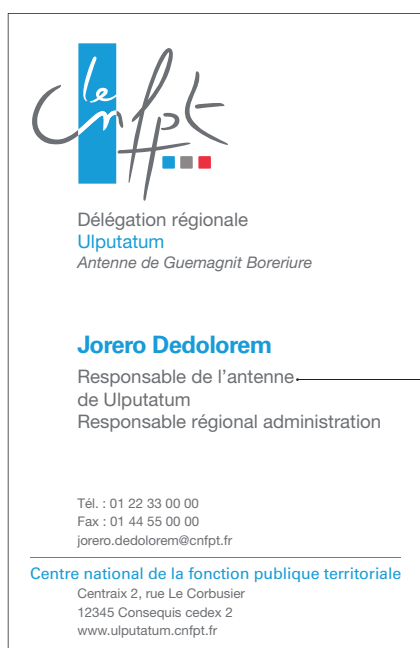 le
cnfpt
Délégation régionale
Ulputatum
Antenne de Guemagnit Boreriure
Jorero Dedolorem
Responsable de l’antenne
de Ulputatum
Responsable régional administration
Tél. : 01 22 33 00 00
Fax : 01 44 55 00 00
jorero.dedolorem@cnfpt.fr
Centre national de la fonction publique territoriale
Centraix 2, rue Le Corbusier
12345 Consequis cedex 2
www.ulputatum.cnfpt.fr